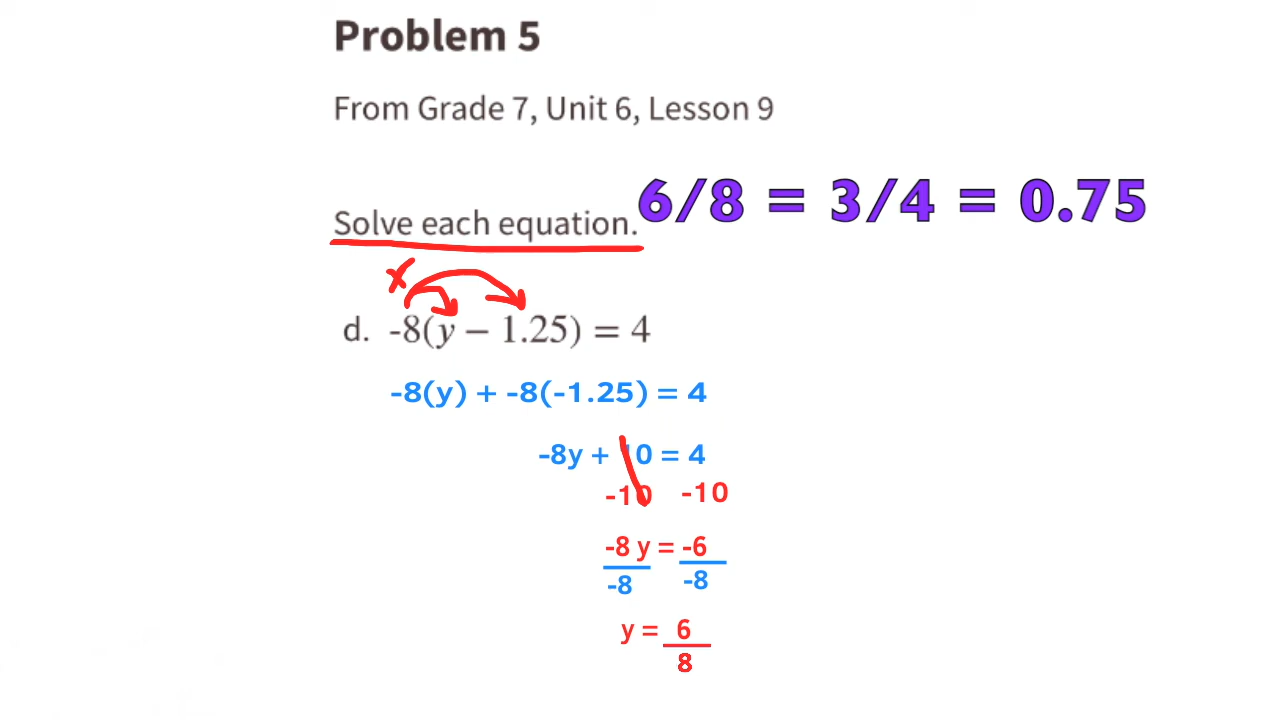 Problem 5
From Grade 7, Unit 6, Lesson 9
6/8 = 3/4 = 0.75
Solve each equation.
x
d. -8(y − 1.25) = 4
-8(y) + -8(-1.25) = 4
-8y + 10 = 4
-10 -10
-8 y = -6
-8 -8
y = 6
8